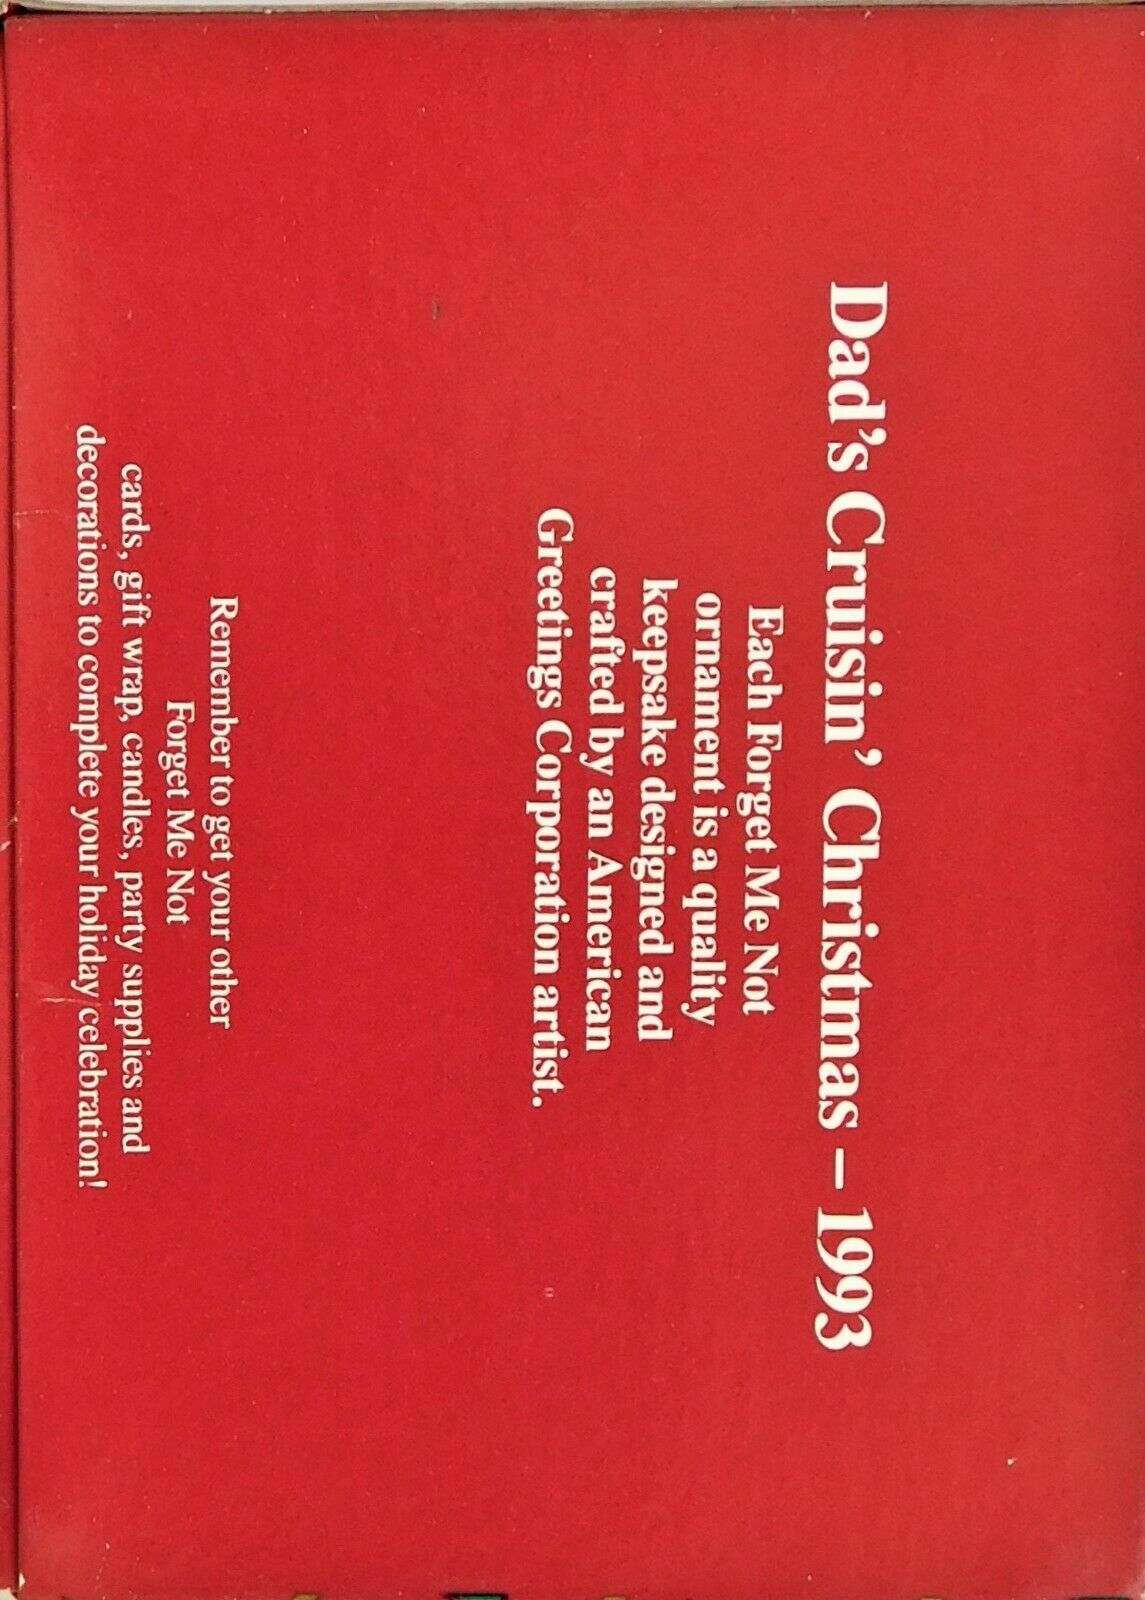 Dad's Cruisin' Christmas – 1993
Each Forget Me Not
ornament is a quality
keepsake designed and
crafted by an American
Greetings Corporation artist.
Remember to get your other
Forget Me Not
cards, gift wrap, candles, party supplies and
decorations to complete your holiday celebration!